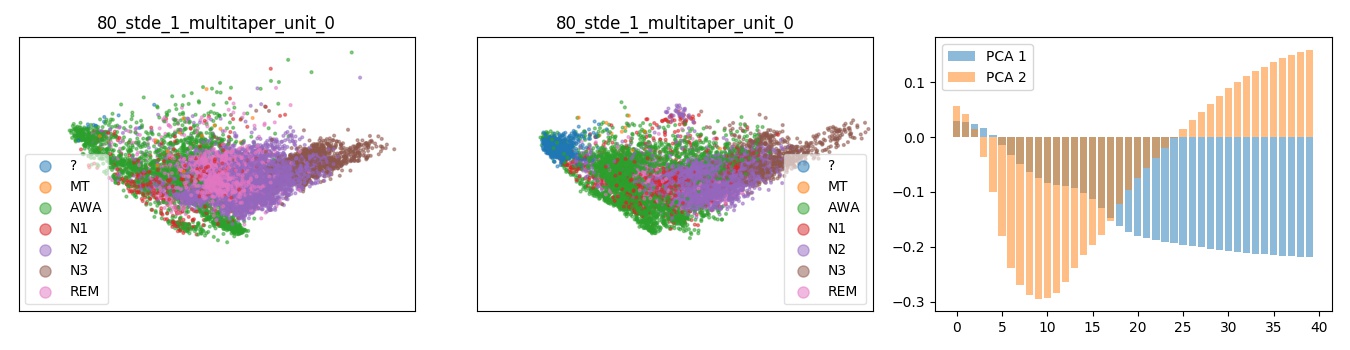 80_stde_1_multitaper_unit_0
?
MT
AWA
N1
N2
N3
REM
80_stde_1_multitaper_unit_0
?
MT
AWA
N1
N2
N3
REM
PCA 1
PCA 2
0.1
0.0
−0.1
−0.2
−0.3
0 5 10 15 20 25 30 35 40